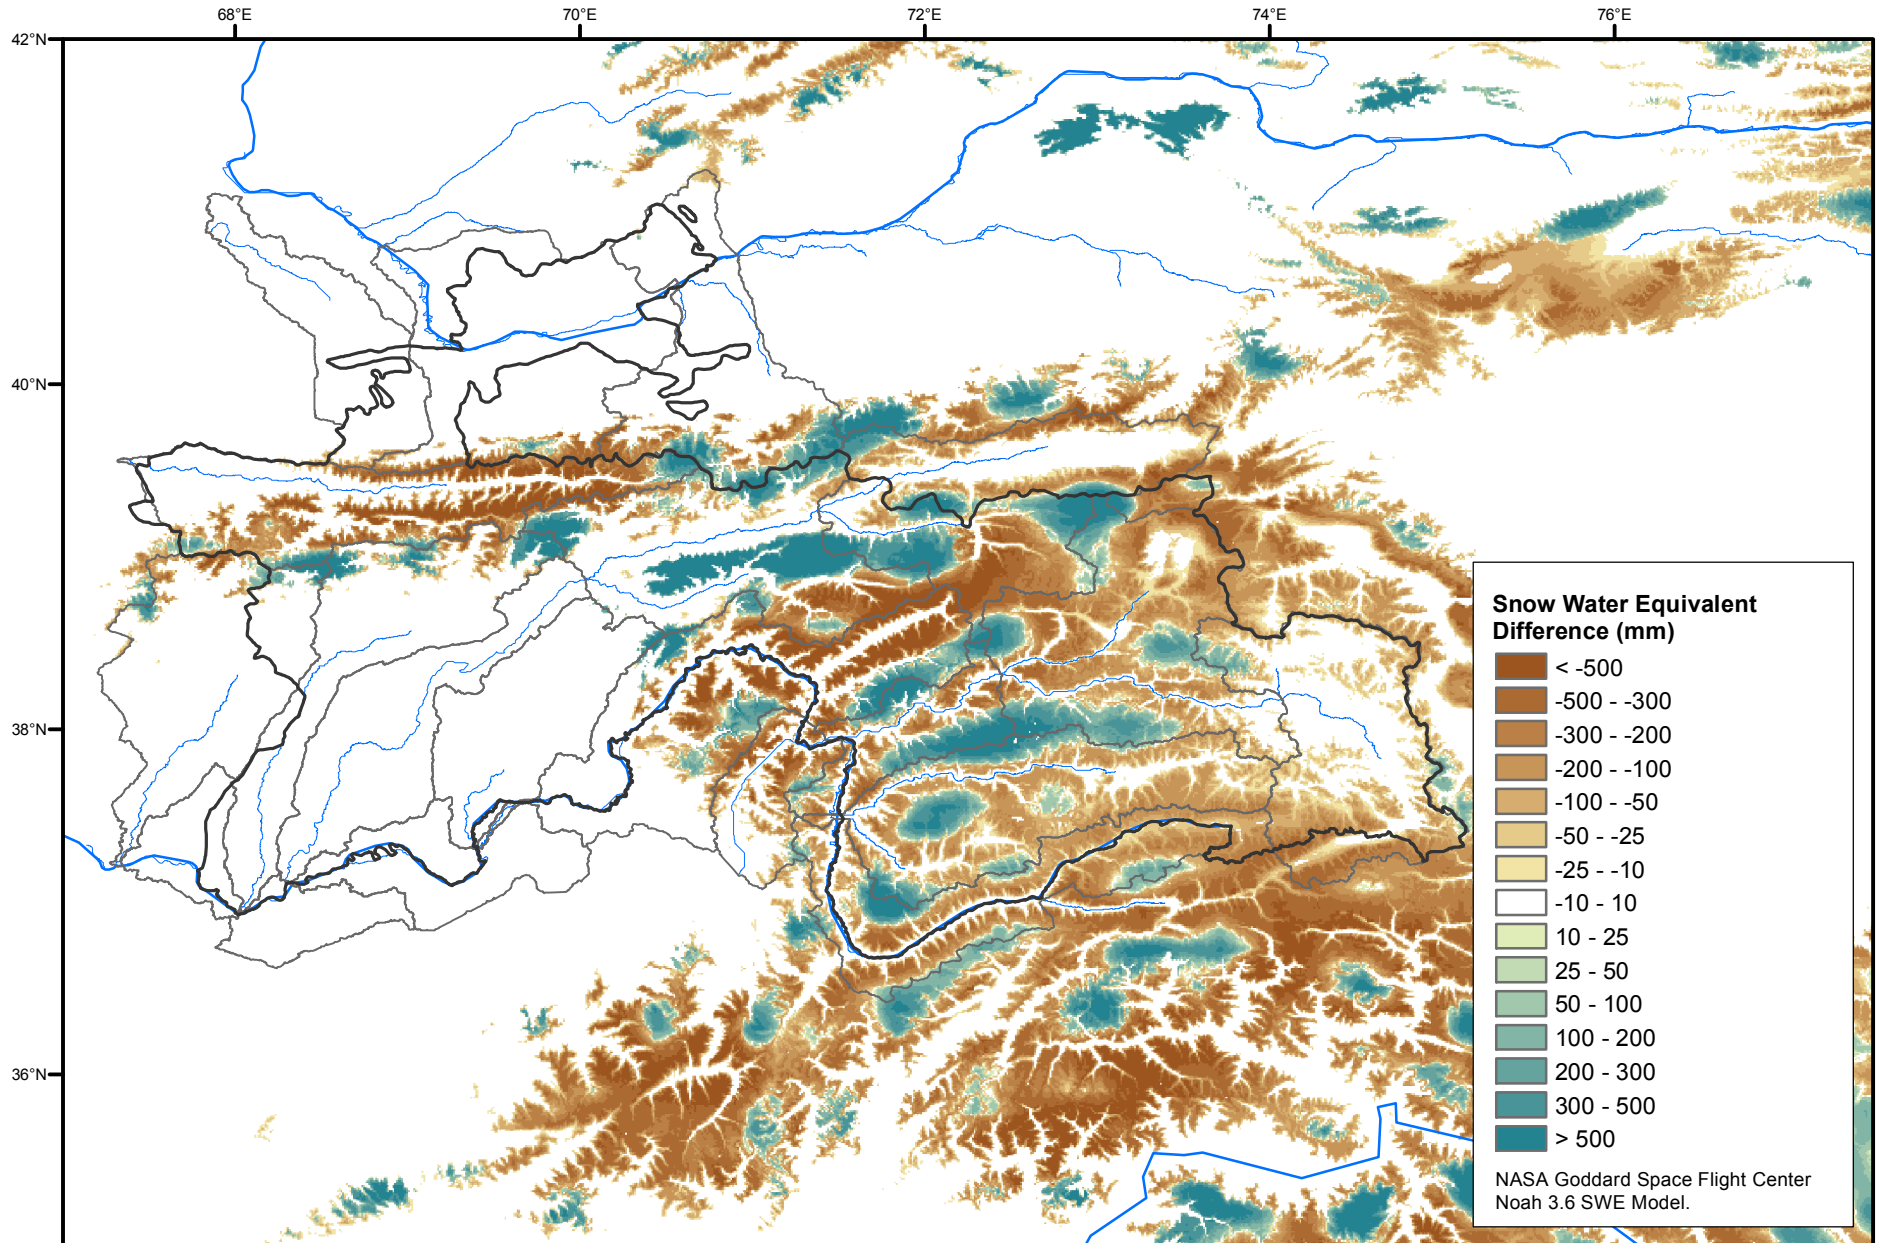 68°E
70°E
72°E
74°E
76°E
42°N
40°N
38°N
36°N
Snow Water Equivalent
Difference (mm)
< -500
-500 - -300
-300 - -200
-200 - -100
-100 - -50
-50 - -25
-25 - -10
-10 - 10
10 - 25
25 - 50
50 - 100
100 - 200
200 - 300
300 - 500
> 500
NASA Goddard Space Flight Center
Noah 3.6 SWE Model.